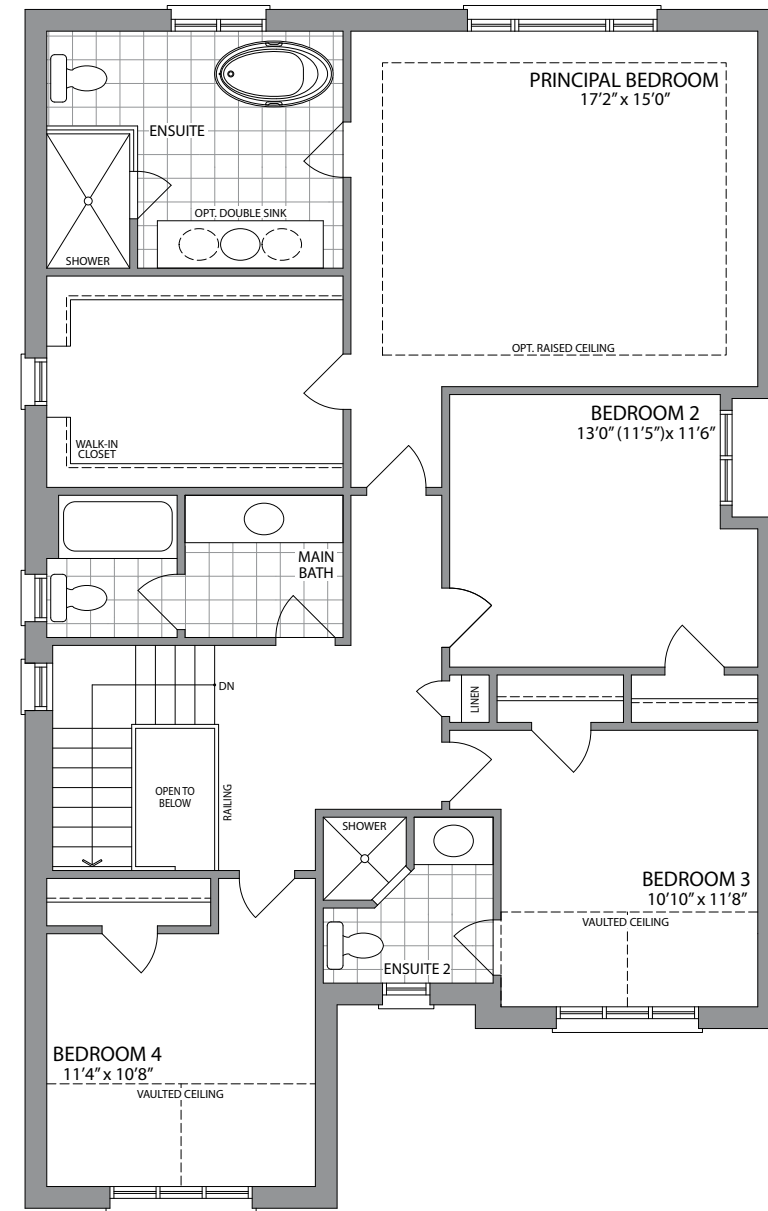 PRINCIPAL BEDROOM
17'2" x 15'0"
ENSUITE
OPT. DOUBLE SINK
SHOWER
OPT. RAISED CEILING
BEDROOM 2
13'0" (11'5")x 11'6"
WALK-IN
CLOSET
MAIN
BATH
DN
LINEN
OPEN TO
BELOW
RAILING
SHOWER
BEDROOM 3
10'10" x 11'8"
VAULTED CEILING
ENSUITE 2
BEDROOM 4
11'4" x 10'8"
VAULTED CEILING